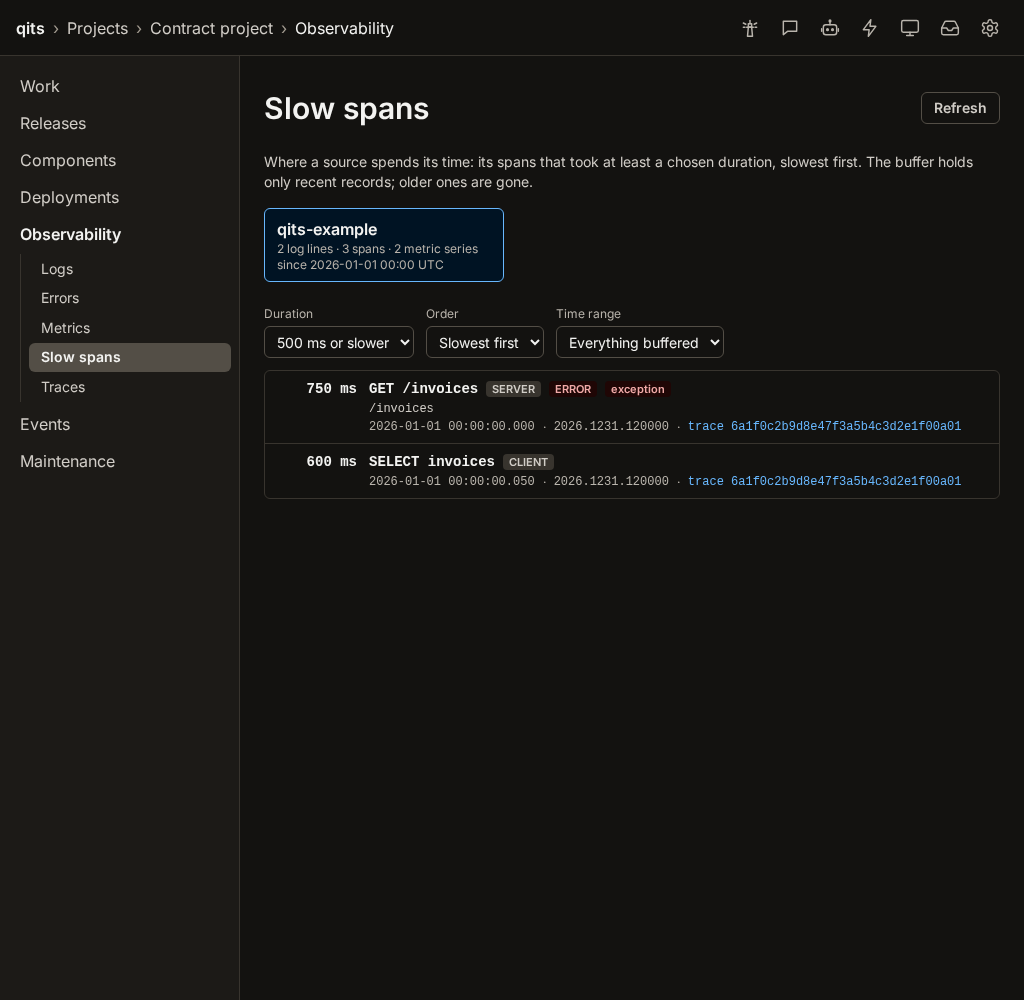 qits › Projects › Contract project › Observability
Work
Releases
Components
Deployments
Observability
Logs
Errors
Metrics
Slow spans
Traces
Events
Maintenance
Slow spans
Refresh
Where a source spends its time: its spans that took at least a chosen duration, slowest first. The buffer holds
only recent records; older ones are gone.
qits-example
2 log lines · 3 spans · 2 metric series
since 2026-01-01 00:00 UTC
Duration Order Time range
500 ms or slower Slowest first Everything buffered
750 ms GET /invoices SERVER ERROR exception
/invoices
2026-01-01 00:00:00.000 · 2026.1231.120000 · trace 6a1f0c2b9d8e47f3a5b4c3d2e1f00a01
600 ms SELECT invoices CLIENT
2026-01-01 00:00:00.050 · 2026.1231.120000 · trace 6a1f0c2b9d8e47f3a5b4c3d2e1f00a01